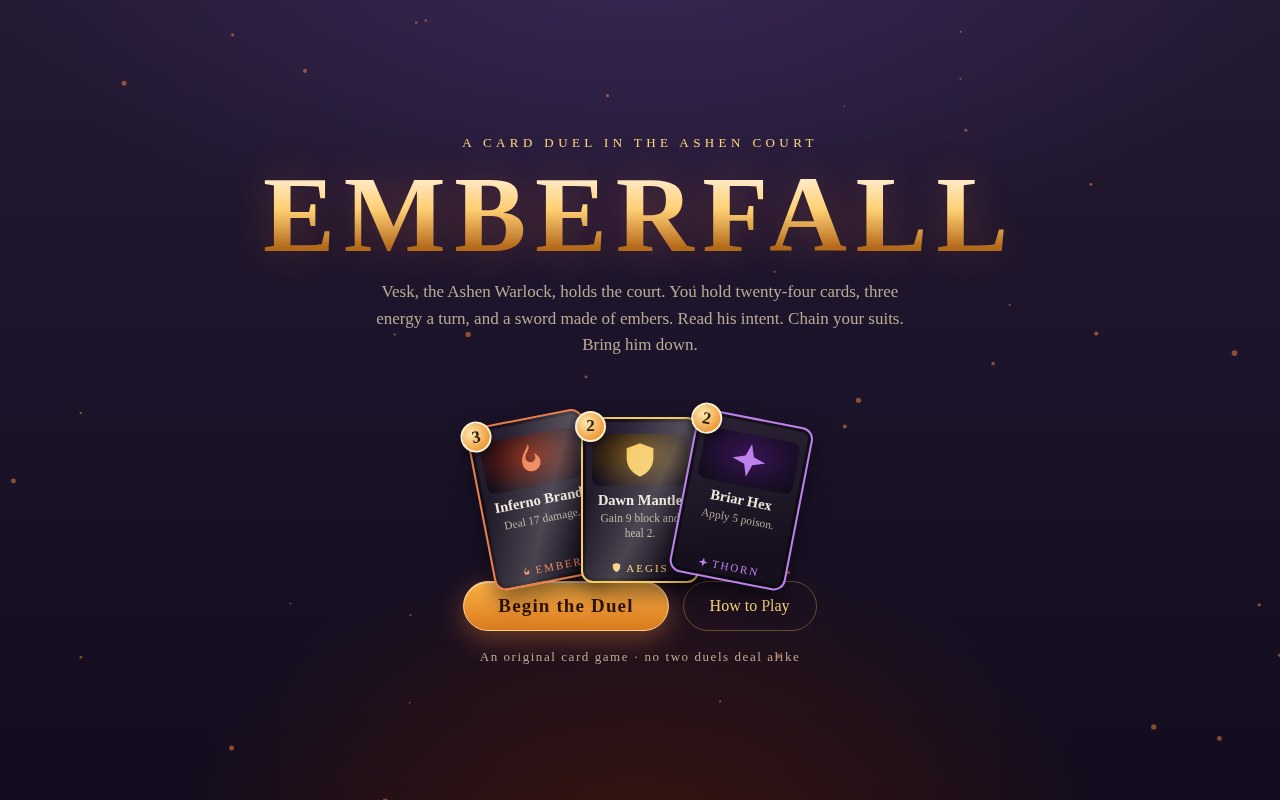 A CARD DUEL IN THE ASHEN COURT
EMBERFALL
Vesk, the Ashen Warlock, holds the court. You hold twenty-four cards, three
energy a turn, and a sword made of embers. Read his intent. Chain your suits.
Bring him down.
3
Inferno Brand
Deal 17 damage.
EMBER
2
Dawn Mantle
Gain 9 block and
heal 2.
AEGIS
2
Briar Hex
Apply 5 poison.
THORN
Begin the Duel
How to Play
An original card game · no two duels deal alike